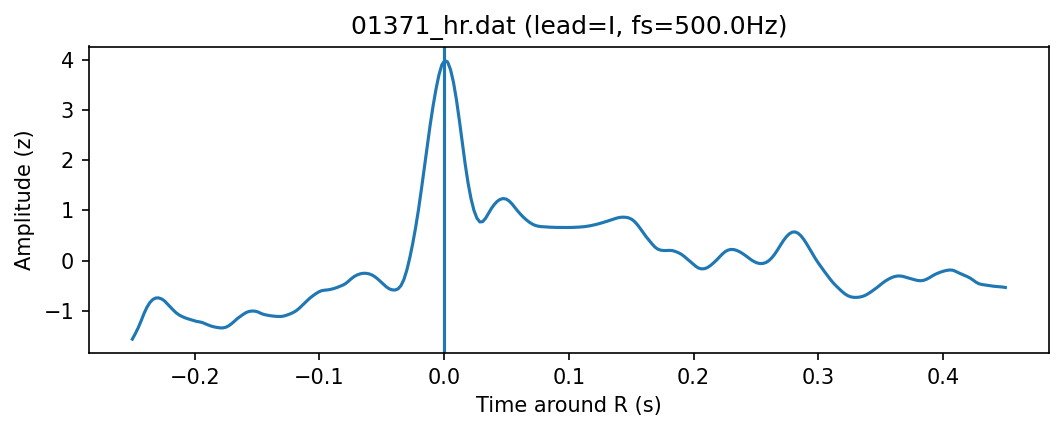 01371_hr.dat (lead=I, fs=500.0Hz)
Amplitude (z)
4
3
2
1
0
−1
−0.2 −0.1 0.0 0.1 0.2 0.3 0.4
Time around R (s)